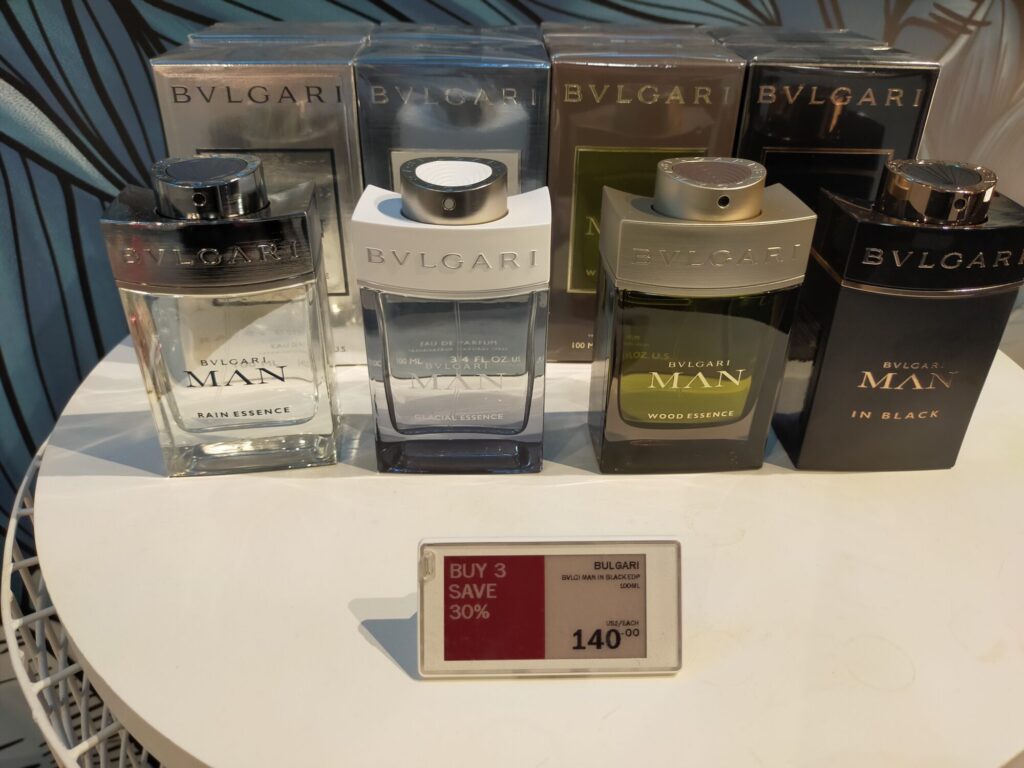 BVLGARI
BVLGARI
BVLGARI
BVLGARI
BVLGARI
BVLGARI
BVLGARI
BVLGARI
BVLGARI
MAN
RAIN ESSENCE
EAU DE PARFUM
100 ML 3.4 FL.OZ U
BVLGARI
MAN
GLACIAL ESSENCE
BVLGARI
MAN
WOOD ESSENCE
BVLGARI
MAN
IN BLACK
BUY 3
SAVE
30%
BULGARI
BVLGI MAN IN BLACK EDP
100ML
US$/EACH
140.00